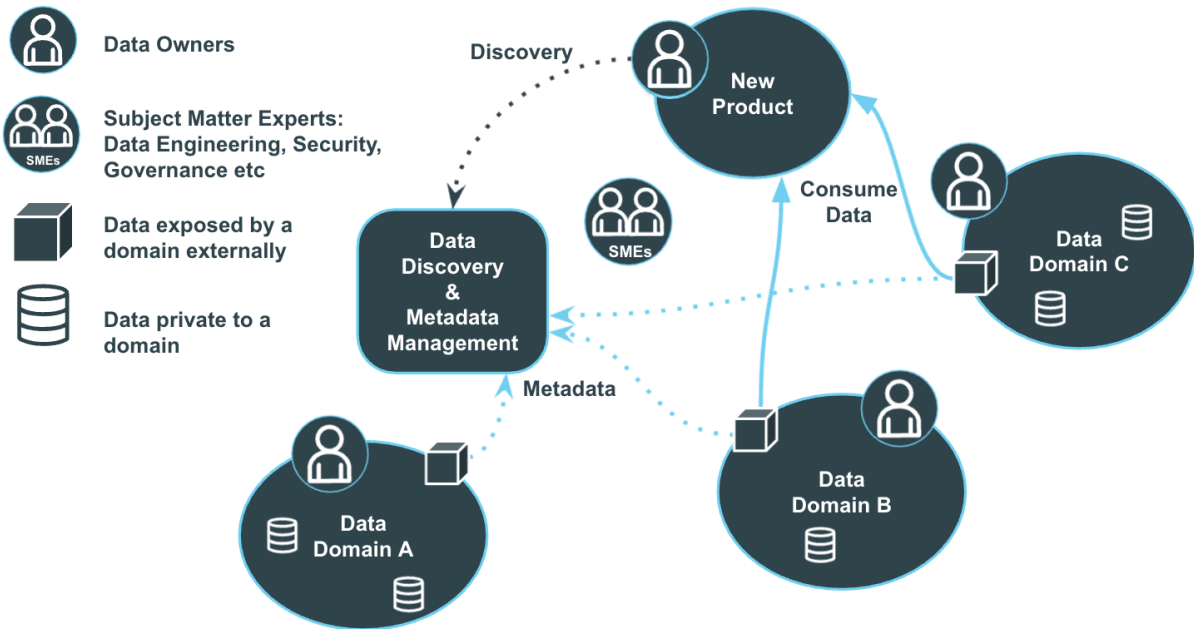 Data Owners
SMEs
Subject Matter Experts:
Data Engineering, Security,
Governance etc
Data exposed by a
domain externally
Data private to a
domain
Discovery
New
Product
Consume
Data
SMEs
Data
Discovery
&
Metadata
Management
Data
Domain C
Metadata
Data
Domain A
Data
Domain B